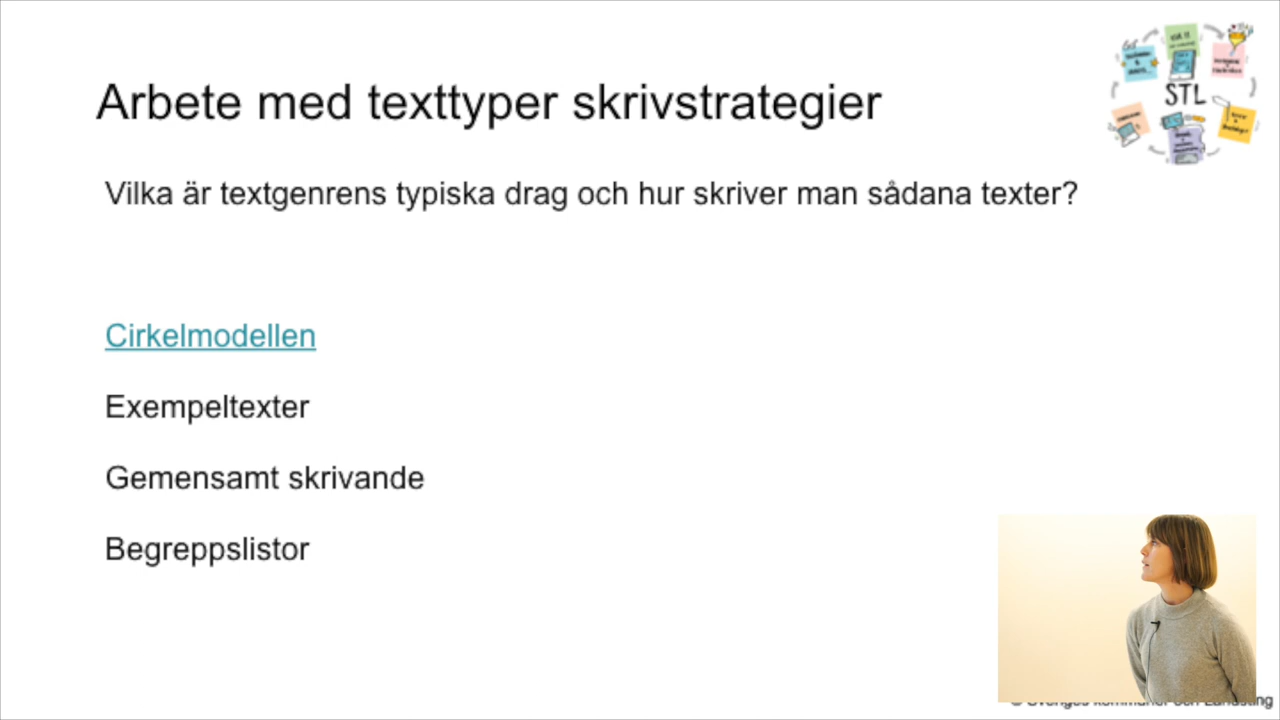 Arbete med texttyper skrivstrategier
STL
Vilka är textgenrens typiska drag och hur skriver man sådana texter?
Cirkelmodellen
Exempeltexter
Gemensamt skrivande
Begreppslistor